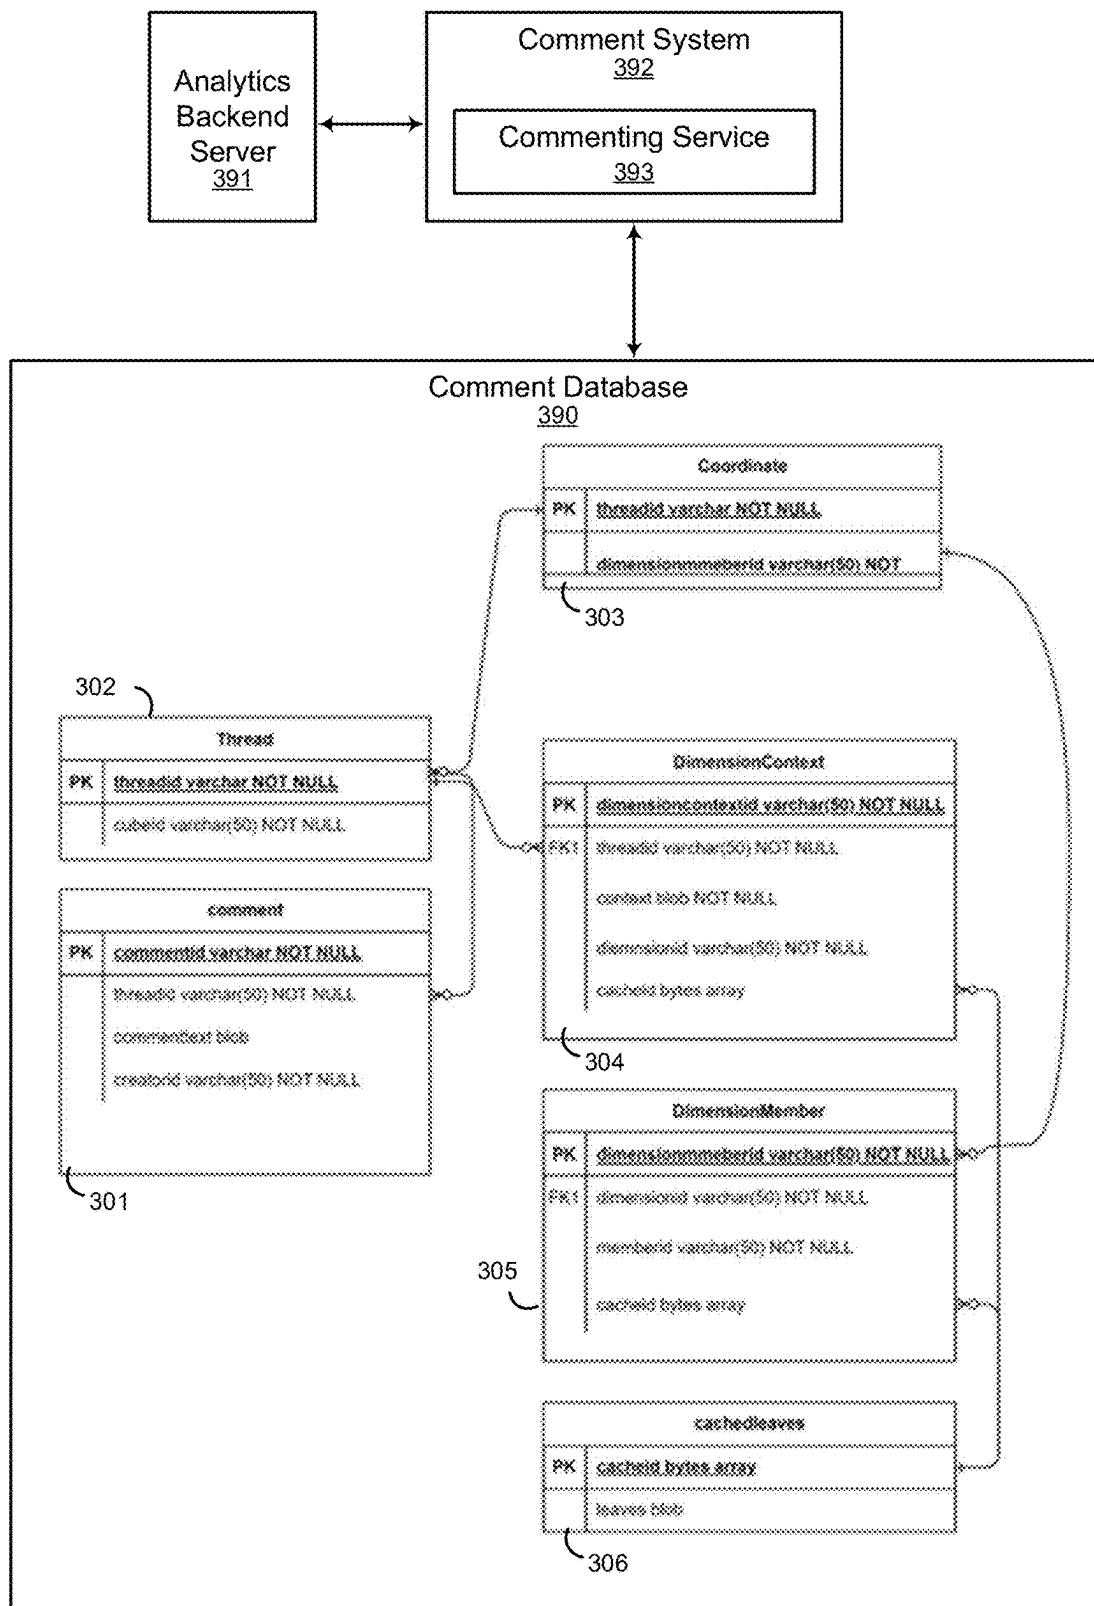 Analytics
Backend
Server
391
Comment System
392
Commenting Service
393
Comment Database
390
Coordinate
PK threadid varchar NOT NULL
dimensionmmeberid varchar(50) NOT
303
302
Thread
PK threadid varchar NOT NULL
cubeid varchar(50) NOT NULL
comment
PK commentid varchar NOT NULL
threadid varchar(50) NOT NULL
commenttext blob
creatorid varchar(50) NOT NULL
301
DimensionContext
PK dimensioncontextid varchar(50) NOT NULL
FK1 threadid varchar(50) NOT NULL
context blob NOT NULL
diemnsionid varchar(50) NOT NULL
cacheid bytes array
304
DimensionMember
PK dimensionmmeberid varchar(50) NOT NULL
FK1 dimensionid varchar(50) NOT NULL
memberid varchar(50) NOT NULL
cacheid bytes array
305
cachedleaves
PK cacheid bytes array
leaves blob
306